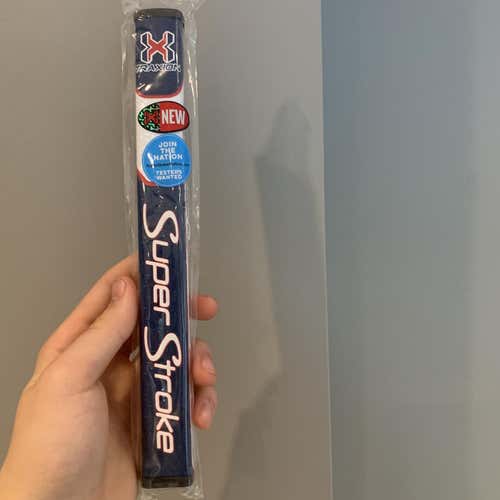 X
TRAXION
NEW
JOIN
THE
NATION
TESTERS
WANTED
Super Stroke